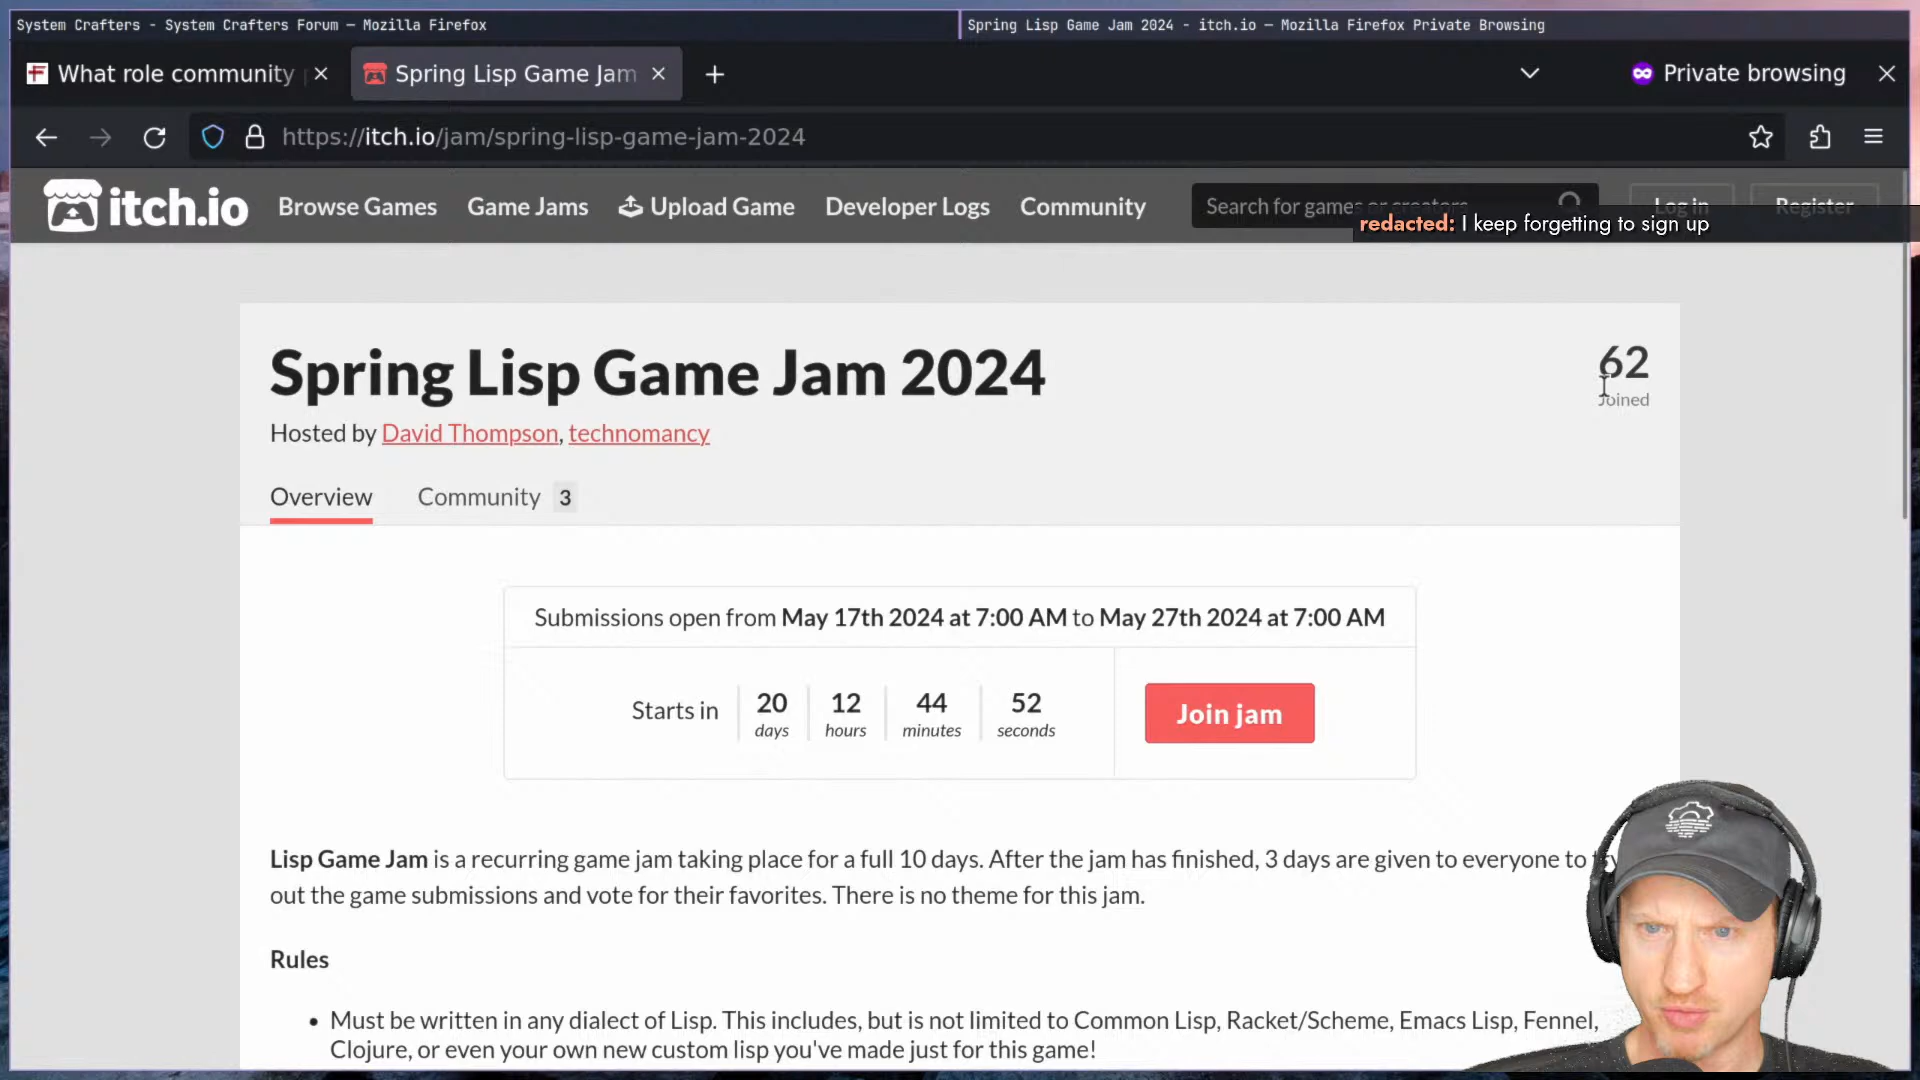 System Crafters - System Crafters Forum — Mozilla Firefox
Spring Lisp Game Jam 2024 - itch.io — Mozilla Firefox Private Browsing
What role community
Spring Lisp Game Jam
Private browsing
https://itch.io/jam/spring-lisp-game-jam-2024
itch.io
Browse Games
Game Jams
Upload Game
Developer Logs
Community
Search for games or creators
Log in
Register
redacted: I keep forgetting to sign up
Spring Lisp Game Jam 2024
62
Joined
Hosted by David Thompson, technomancy
Overview
Community 3
Submissions open from May 17th 2024 at 7:00 AM to May 27th 2024 at 7:00 AM
Starts in
20
days
12
hours
44
minutes
52
seconds
Join jam
Lisp Game Jam is a recurring game jam taking place for a full 10 days. After the jam has finished, 3 days are given to everyone to try
out the game submissions and vote for their favorites. There is no theme for this jam.
Rules
• Must be written in any dialect of Lisp. This includes, but is not limited to Common Lisp, Racket/Scheme, Emacs Lisp, Fennel,
Clojure, or even your own new custom lisp you've made just for this game!